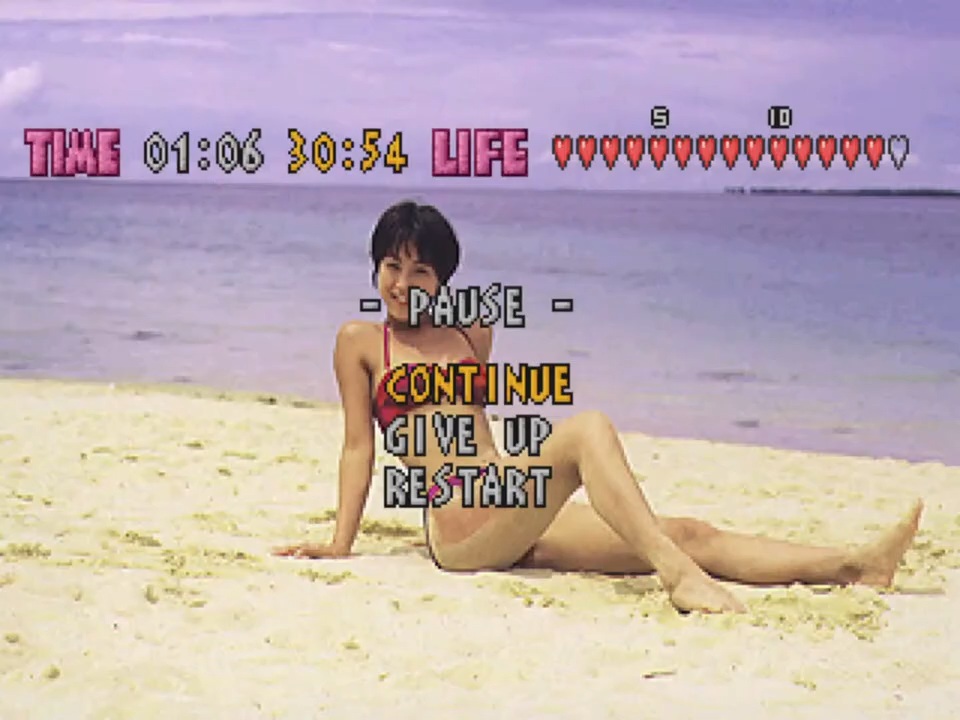 5 10
TIME 01:06 30:54 LIFE
- PAUSE -
CONTINUE
GIVE UP
RESTART